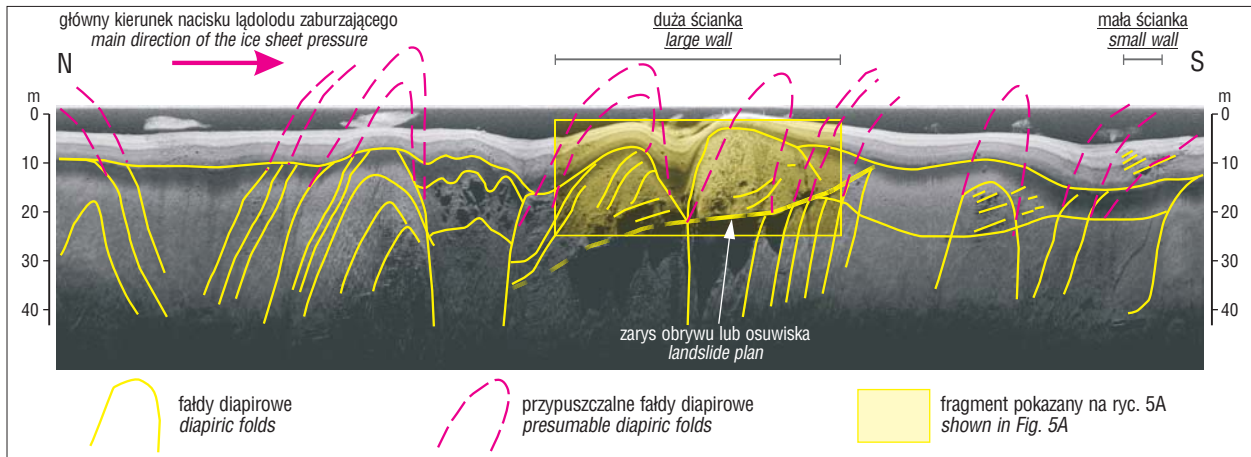 główny kierunek nacisku lądolodu zaburzającego
main direction of the ice sheet pressure
duża ścianka
large wall
mała ścianka
small wall
N
S
m
0
10
20
30
40
m
0
10
20
30
40
zarys obrywu lub osuwiska
landslide plan
fałdy diapirowe
diapiric folds
przypuszczalne fałdy diapirowe
presumable diapiric folds
fragment pokazany na ryc. 5A
shown in Fig. 5A